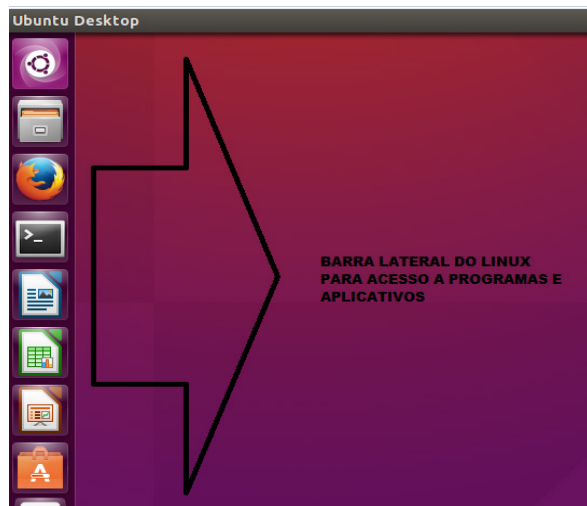 Ubuntu Desktop
BARRA LATERAL DO LINUX
PARA ACESSO A PROGRAMAS E
APLICATIVOS